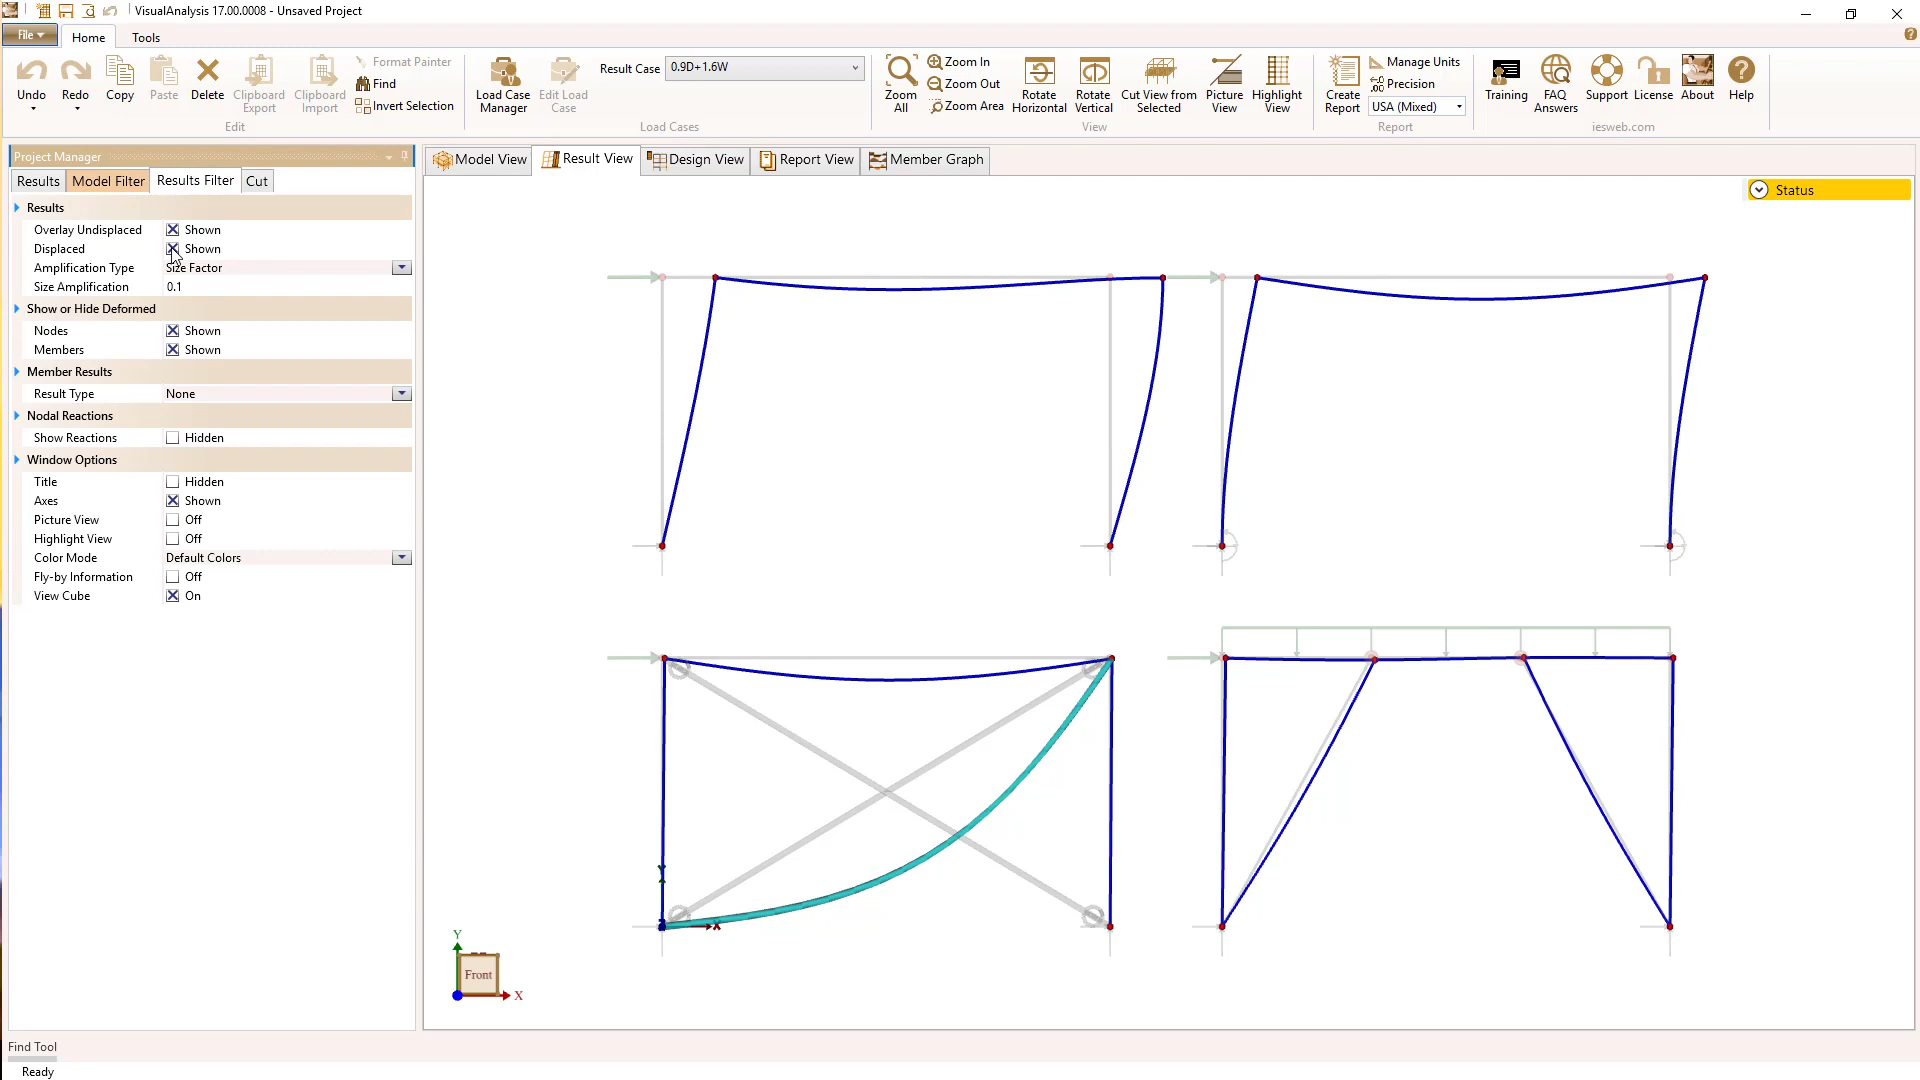 VisualAnalysis 17.00.0008 - Unsaved Project
File
Home
Tools
Undo
Redo
Copy
Paste
Delete
Clipboard Export
Clipboard Import
Format Painter
Find
Invert Selection
Edit
Load Case Manager
Edit Load Case
Result Case
0.9D+1.6W
Load Cases
Zoom All
Zoom In
Zoom Out
Zoom Area
Rotate Horizontal
Rotate Vertical
Cut View from Selected
Picture View
Highlight View
View
Create Report
Manage Units
Precision
USA (Mixed)
Report
Training
FAQ Answers
Support
License
About
Help
iesweb.com
Project Manager
Results
Model Filter
Results Filter
Cut
Results
Overlay Undisplaced Shown
Displaced Shown
Amplification Type Size Factor
Size Amplification 0.1
Show or Hide Deformed
Nodes Shown
Members Shown
Member Results
Result Type None
Nodal Reactions
Show Reactions Hidden
Window Options
Title Hidden
Axes Shown
Picture View Off
Highlight View Off
Color Mode Default Colors
Fly-by Information Off
View Cube On
Model View
Result View
Design View
Report View
Member Graph
Status
Y
X
Y
Front
X
Find Tool
Ready